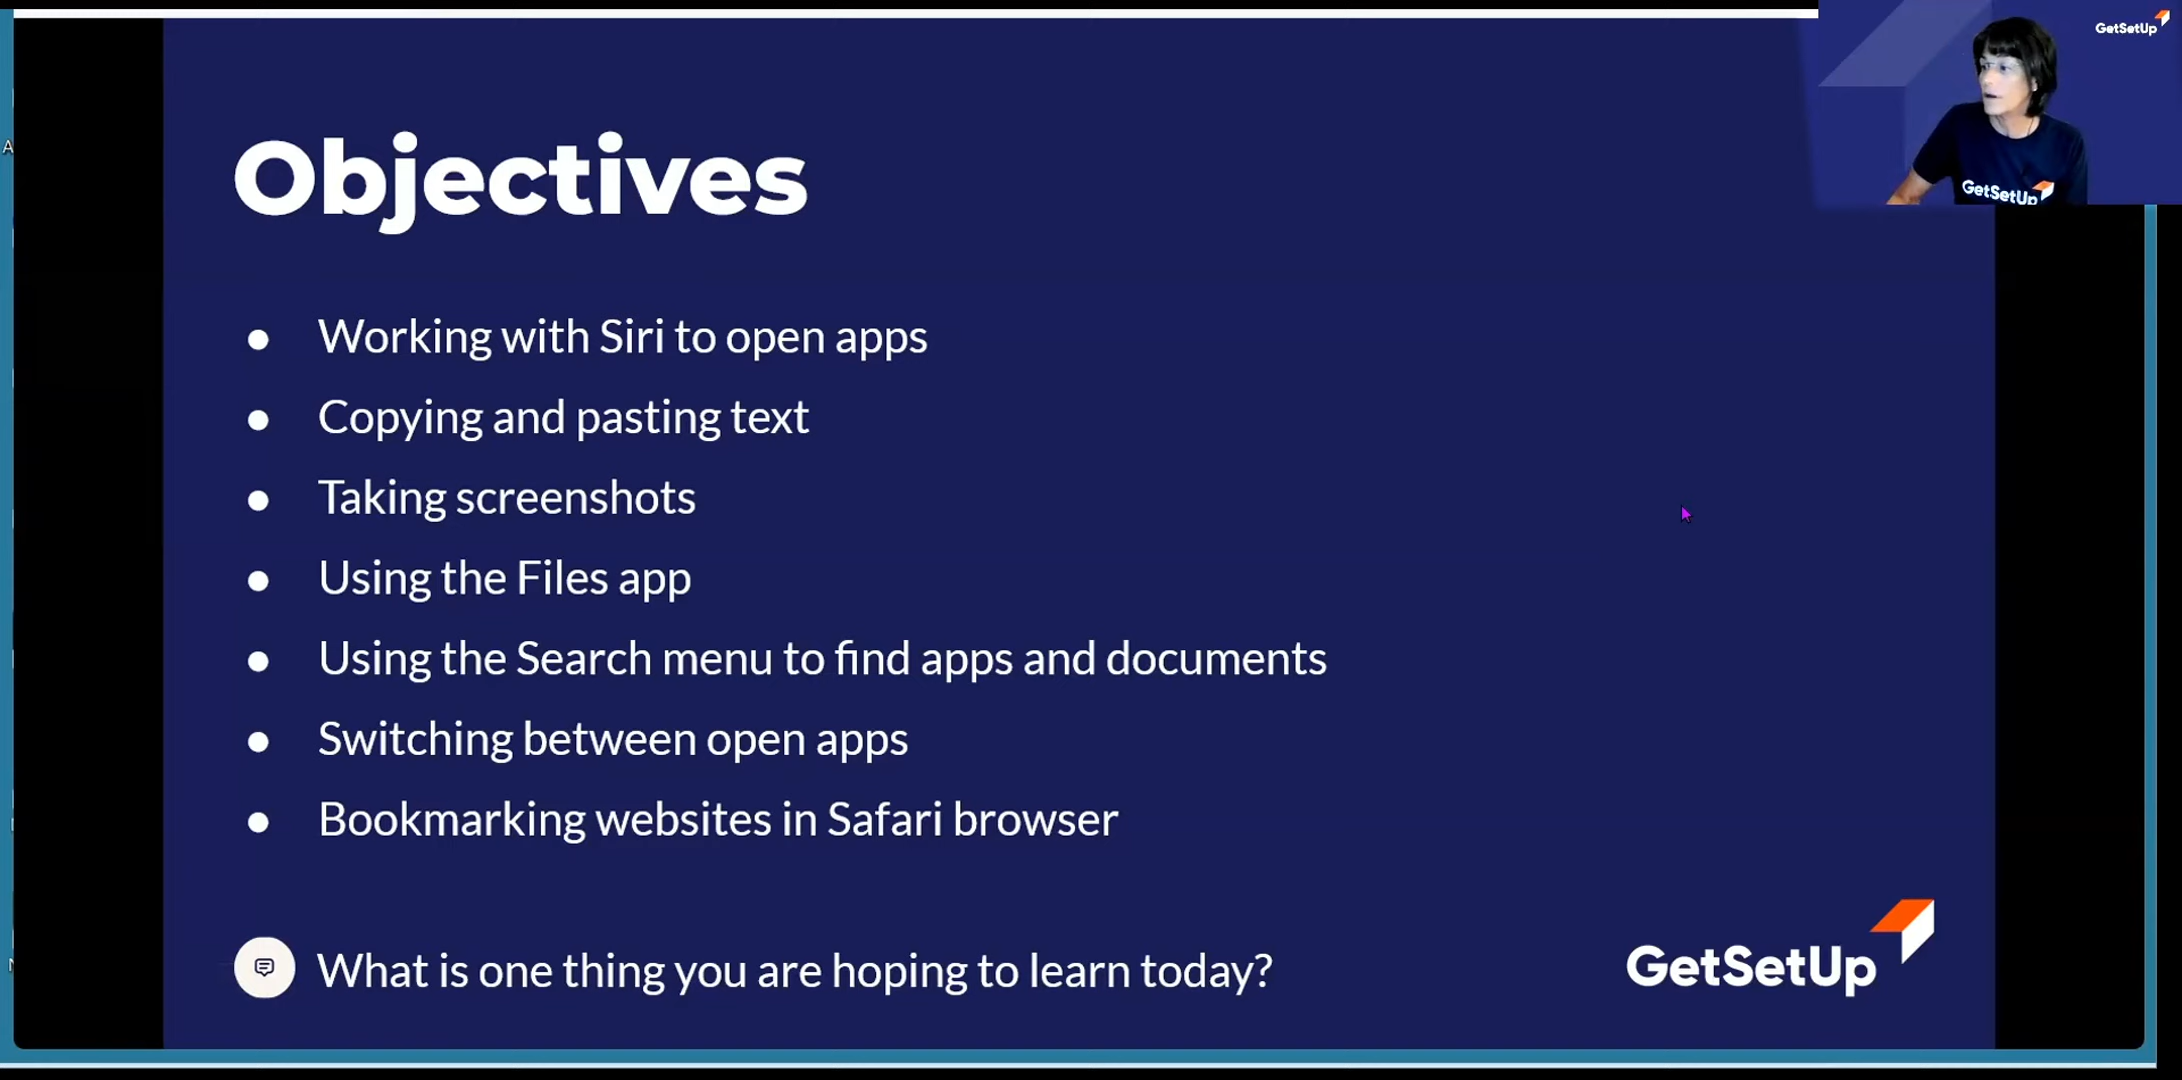 GetSetUp
GetSetUp
Objectives
● Working with Siri to open apps
● Copying and pasting text
● Taking screenshots
● Using the Files app
● Using the Search menu to find apps and documents
● Switching between open apps
● Bookmarking websites in Safari browser
What is one thing you are hoping to learn today?
GetSetUp